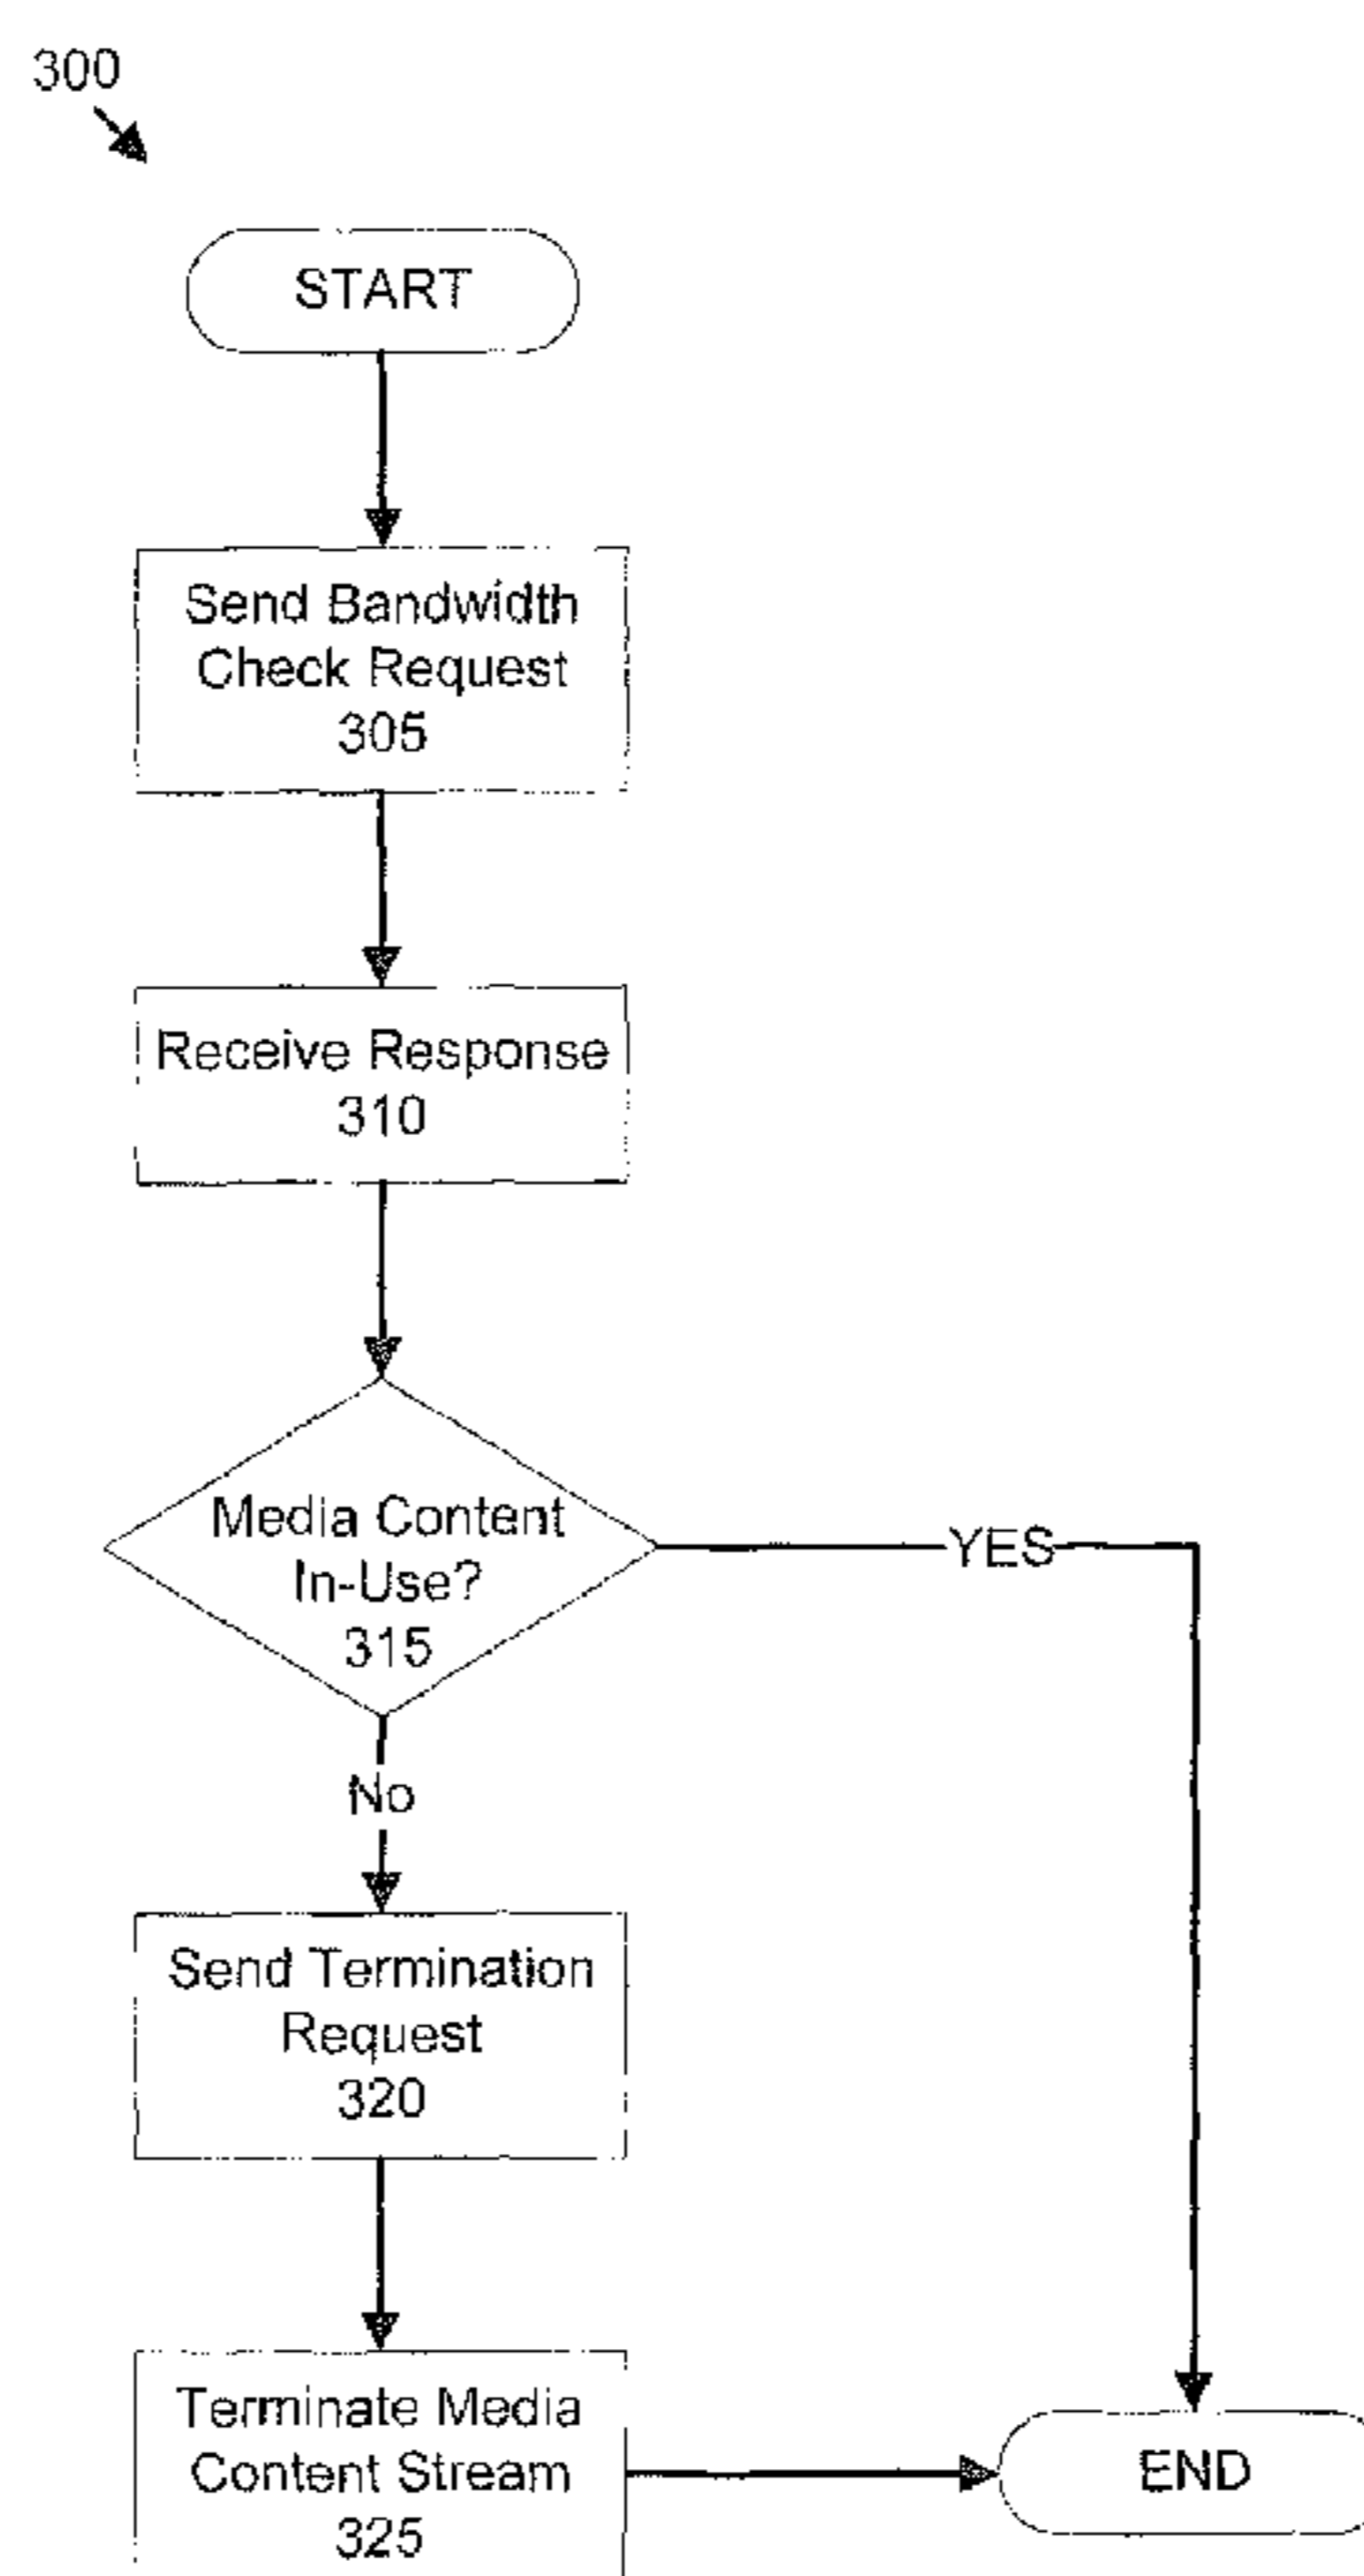 300
START
Send Bandwidth
Check Request
305
Receive Response
310
Media Content
In-Use?
315
YES
No
Send Termination
Request
320
Terminate Media
Content Stream
325
END